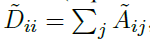 D̃ᵢᵢ = ∑ⱼ Ãᵢⱼ.